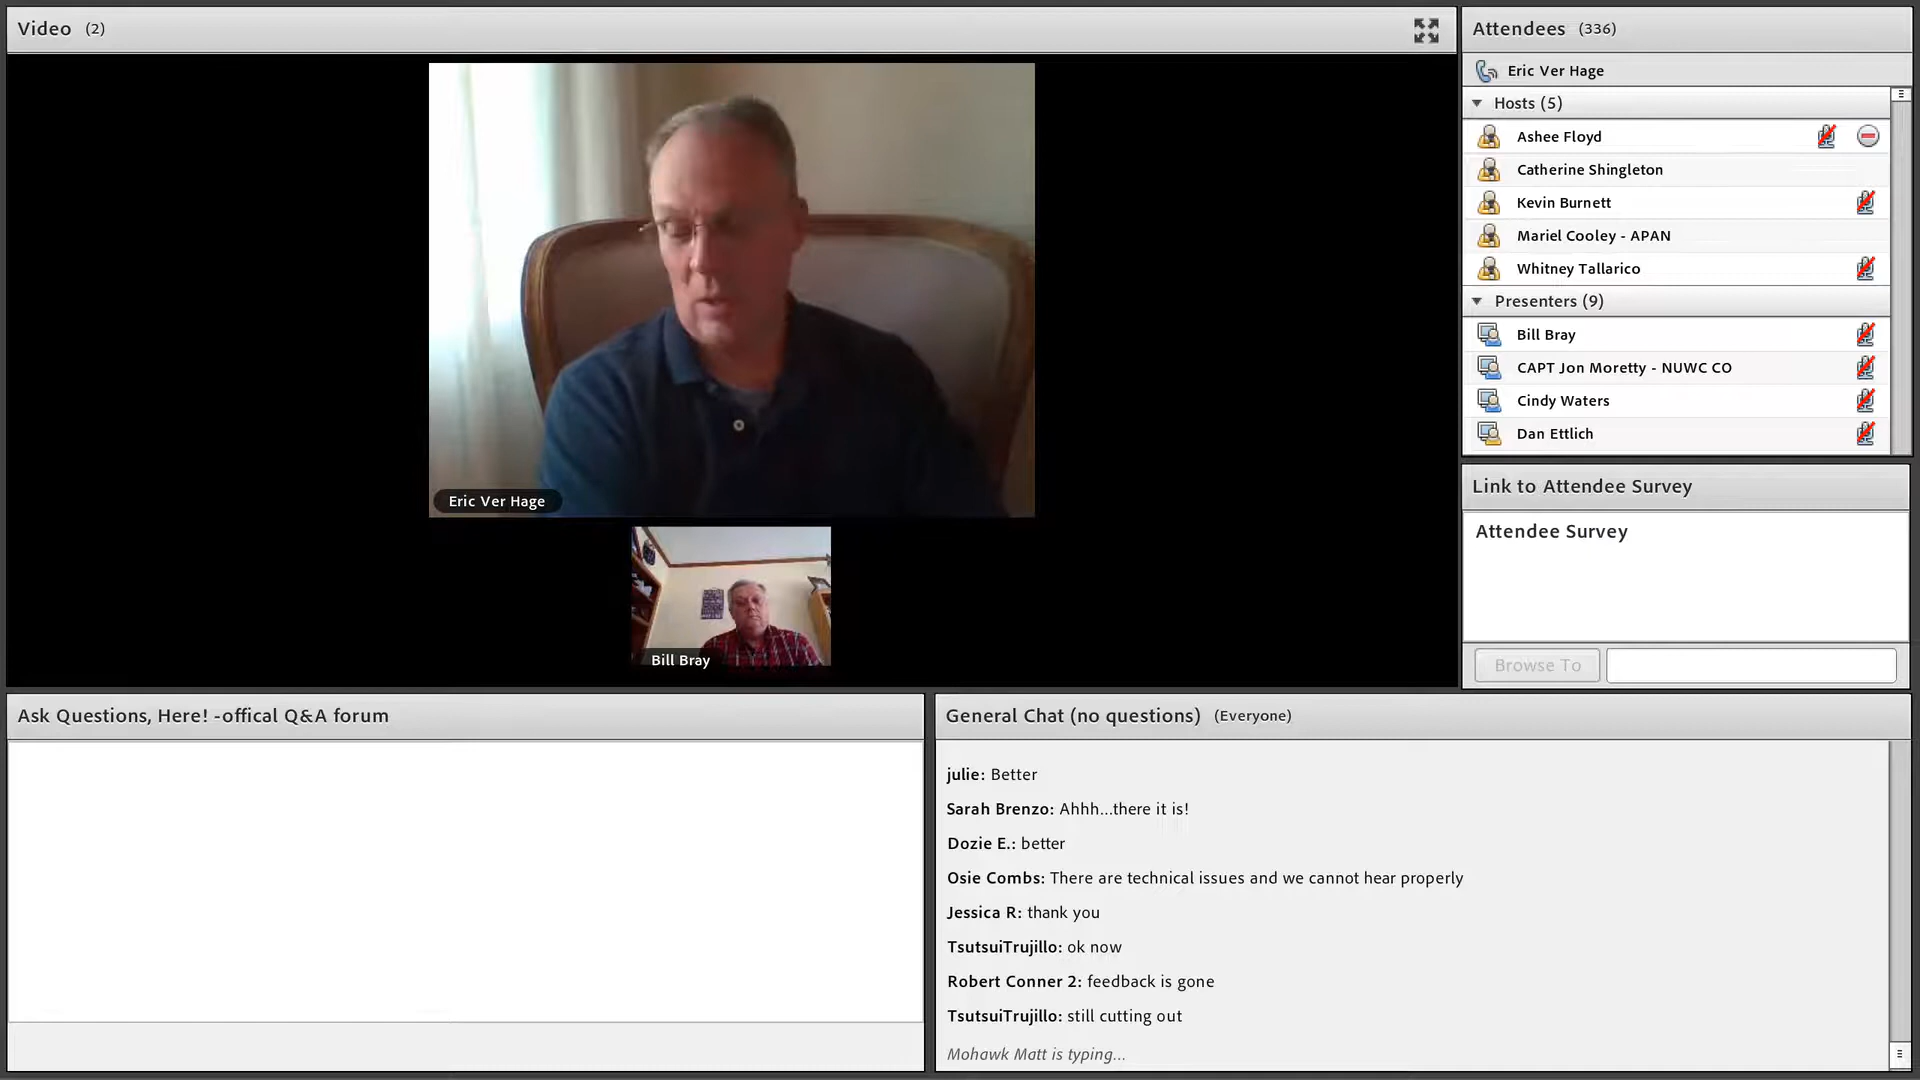 Video (2)
Eric Ver Hage
Bill Bray
Attendees (336)
Eric Ver Hage
Hosts (5)
Ashee Floyd
Catherine Shingleton
Kevin Burnett
Mariel Cooley - APAN
Whitney Tallarico
Presenters (9)
Bill Bray
CAPT Jon Moretty - NUWC CO
Cindy Waters
Dan Ettlich
Link to Attendee Survey
Attendee Survey
Browse To
Ask Questions, Here! -offical Q&A forum
General Chat (no questions) (Everyone)
julie: Better
Sarah Brenzo: Ahhh...there it is!
Dozie E.: better
Osie Combs: There are technical issues and we cannot hear properly
Jessica R: thank you
TsutsuiTrujillo: ok now
Robert Conner 2: feedback is gone
TsutsuiTrujillo: still cutting out
Mohawk Matt is typing...